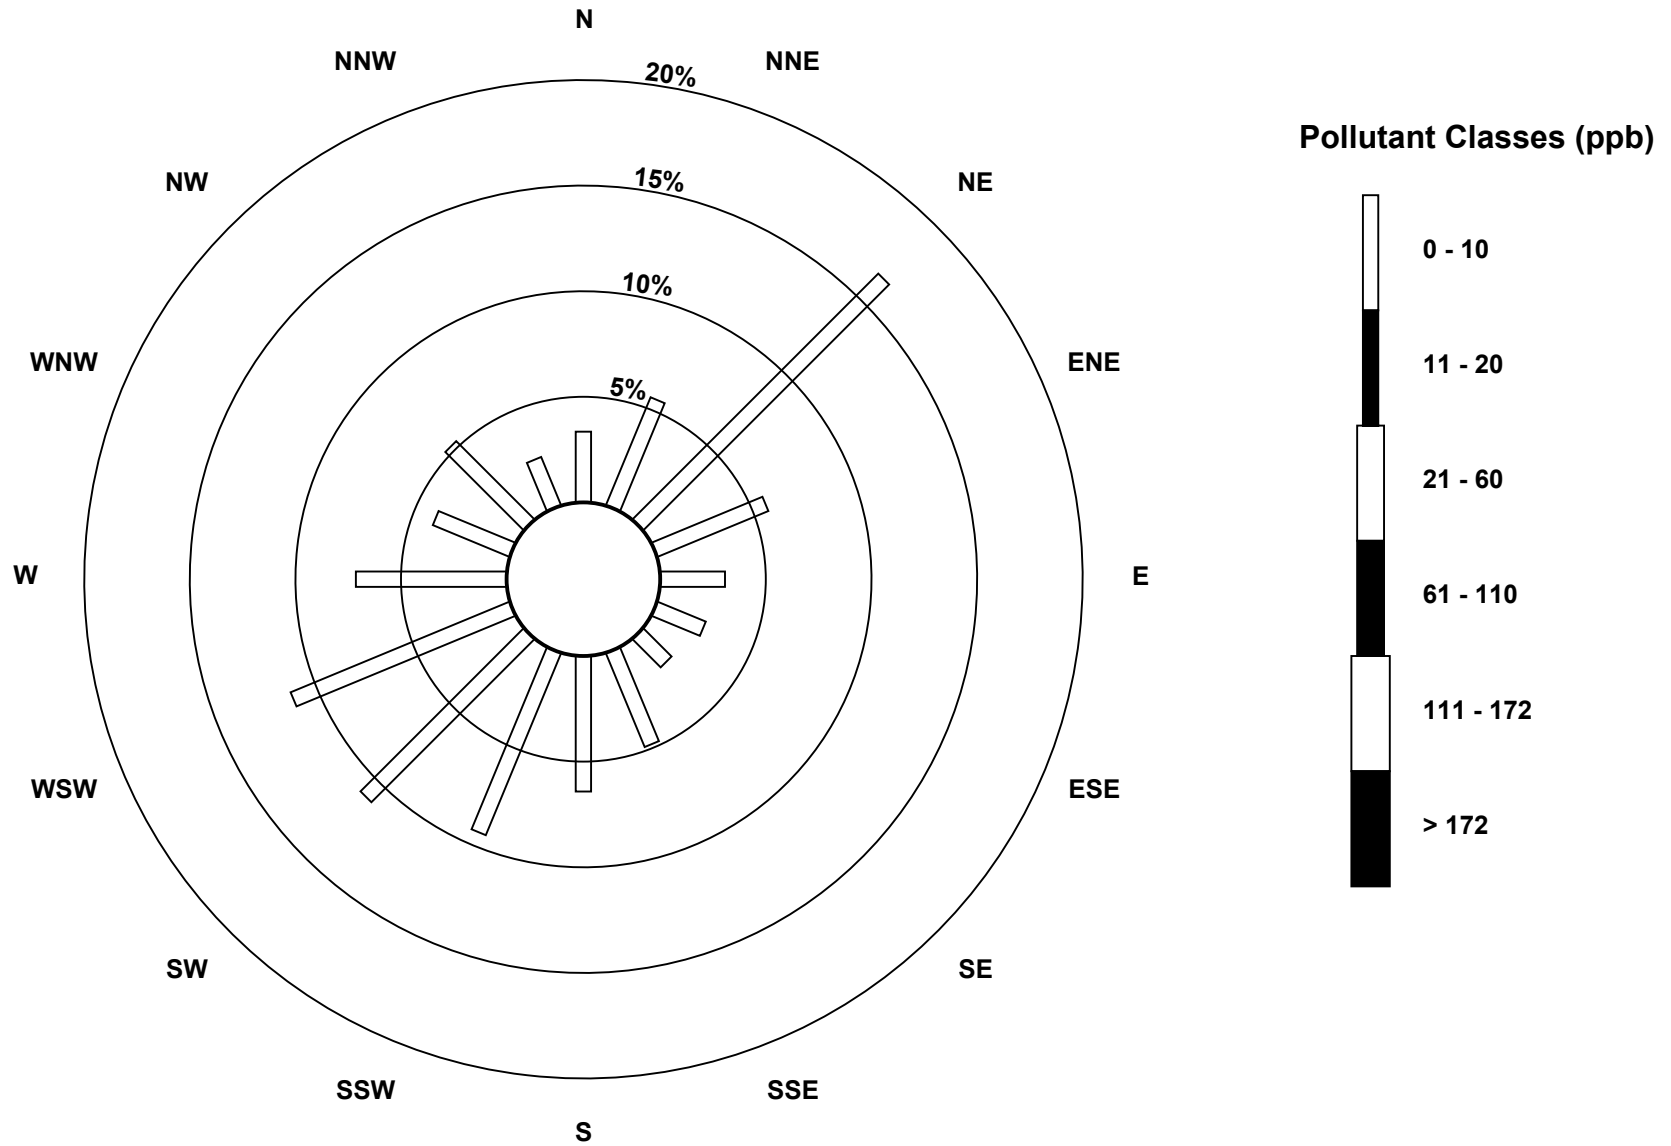 N
NNW
NNE
20%
NW
15%
NE
10%
WNW
5%
ENE
W
E
WSW
ESE
SW
SE
SSW
SSE
S
Pollutant Classes (ppb)
0 - 10
11 - 20
21 - 60
61 - 110
111 - 172
> 172